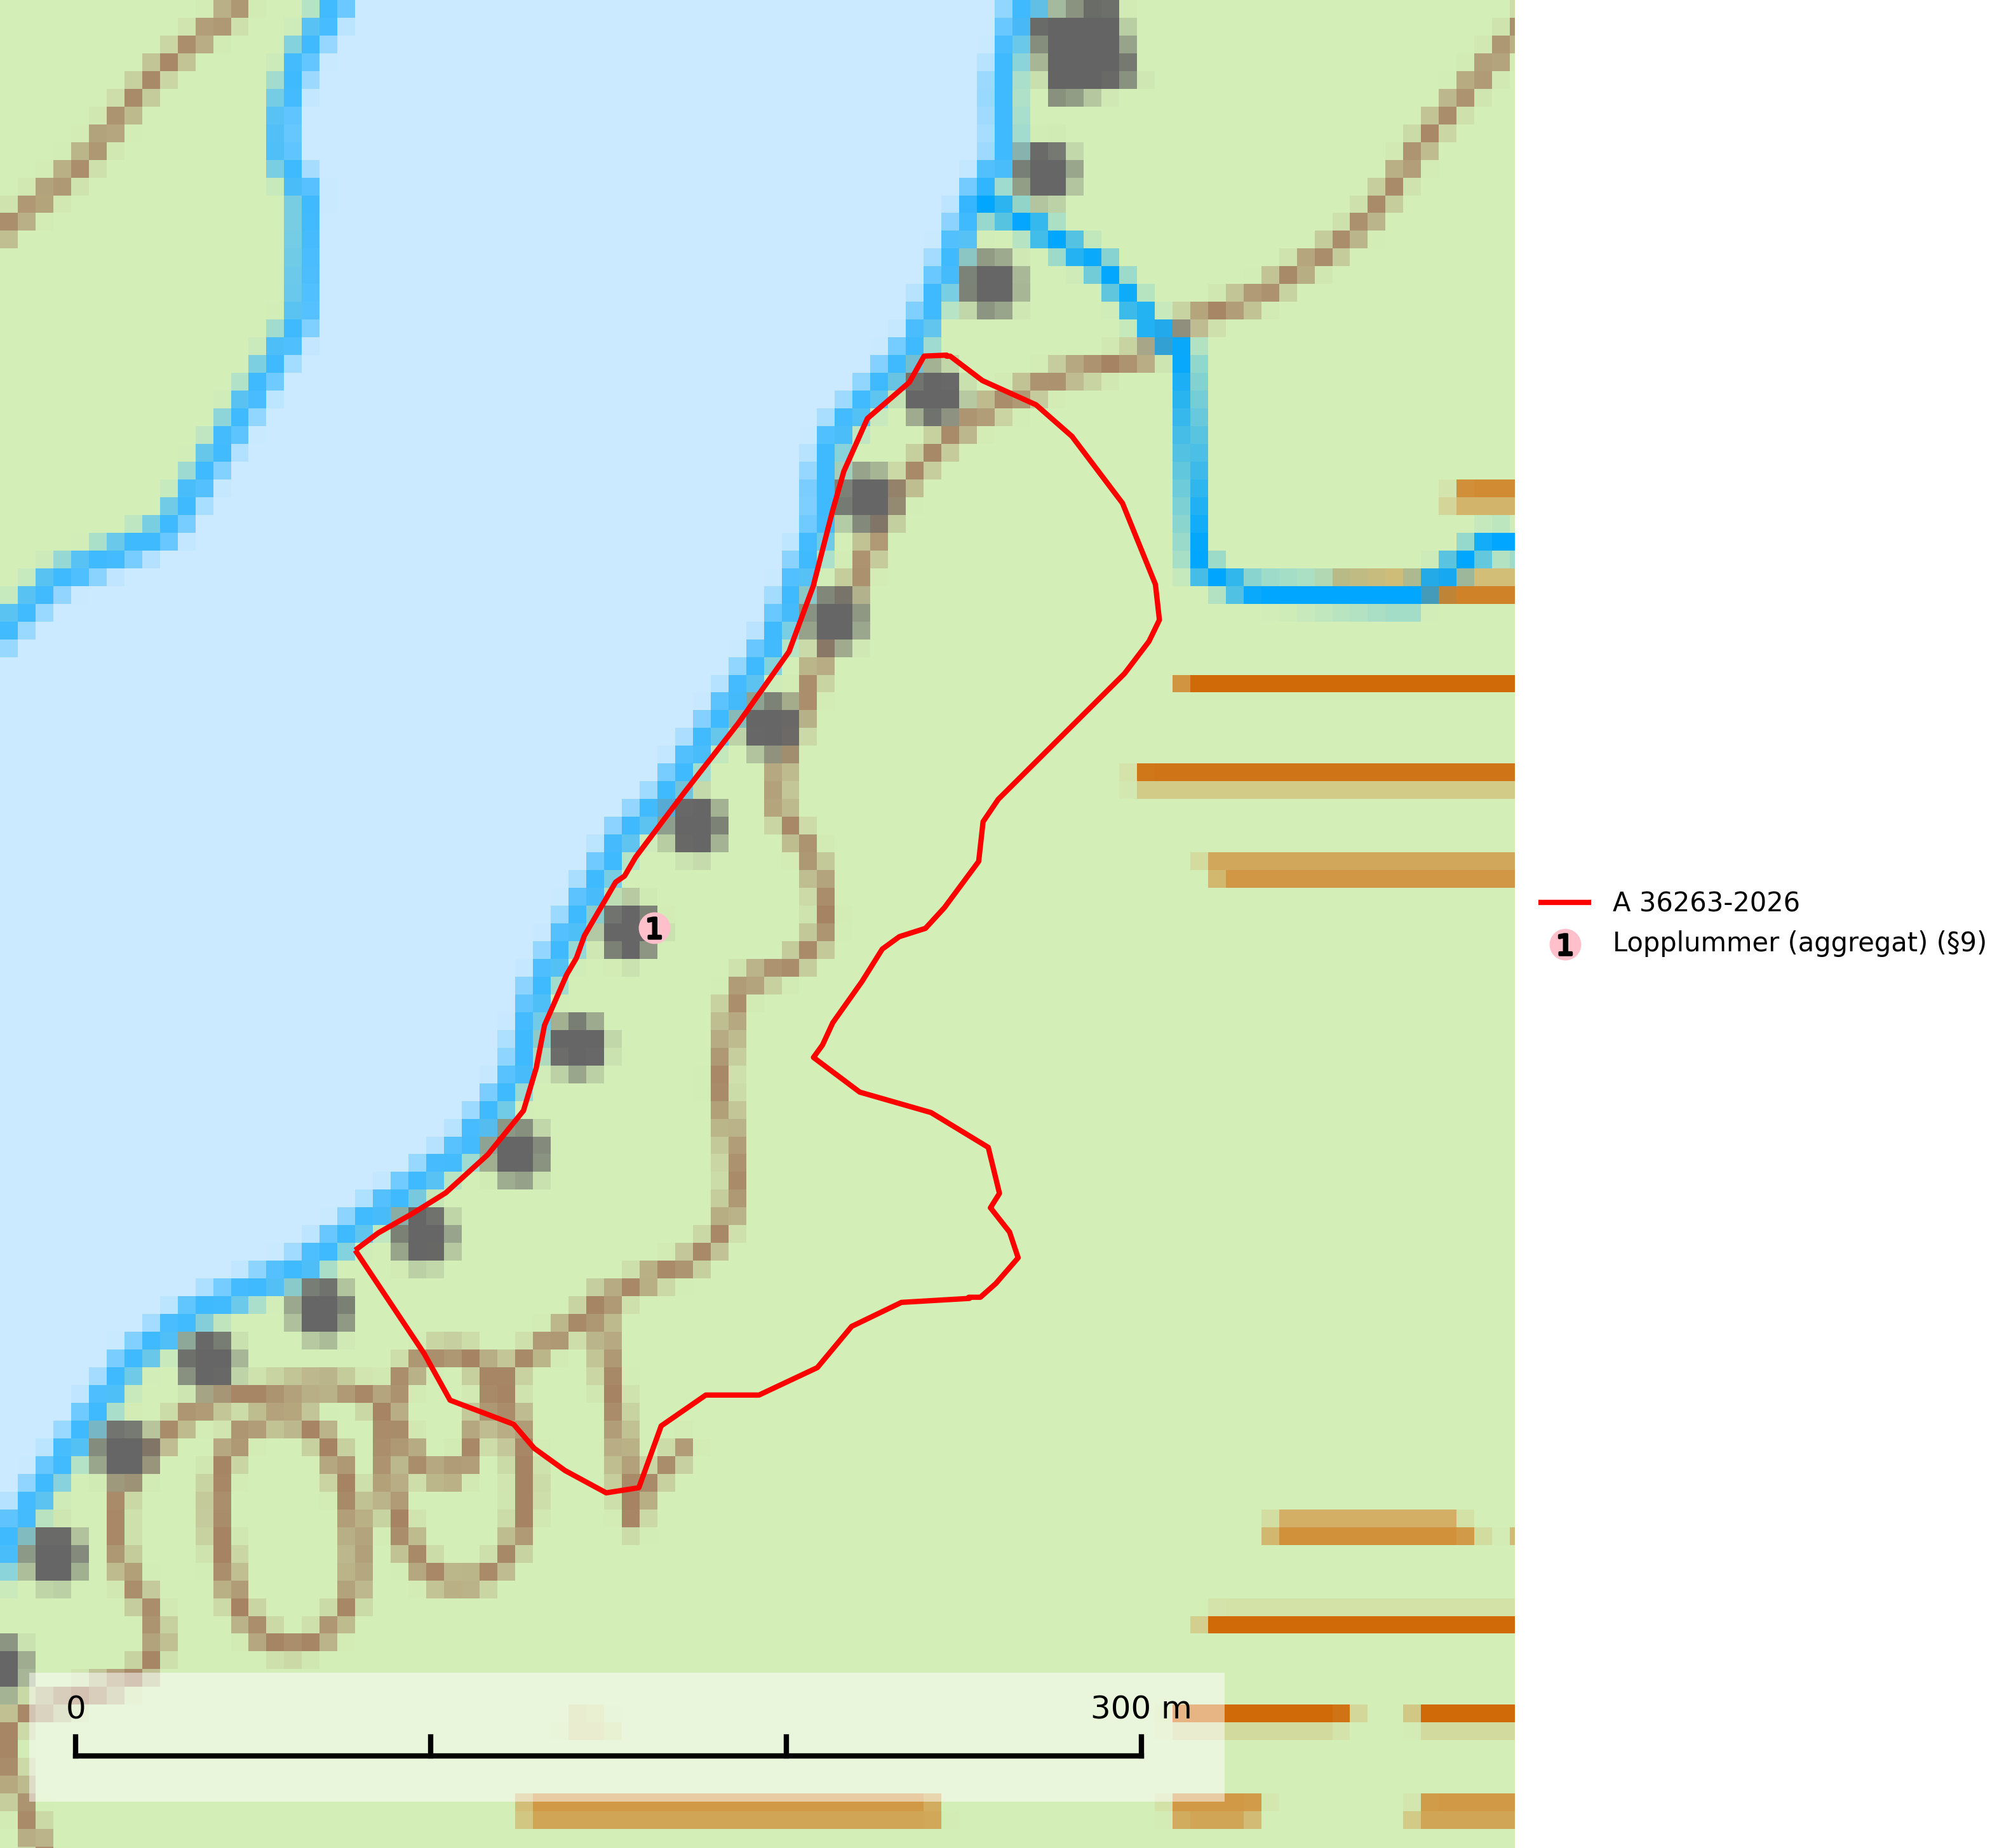 1
A 36263-2026
1 Lopplummer (aggregat) (§9)
0 300 m